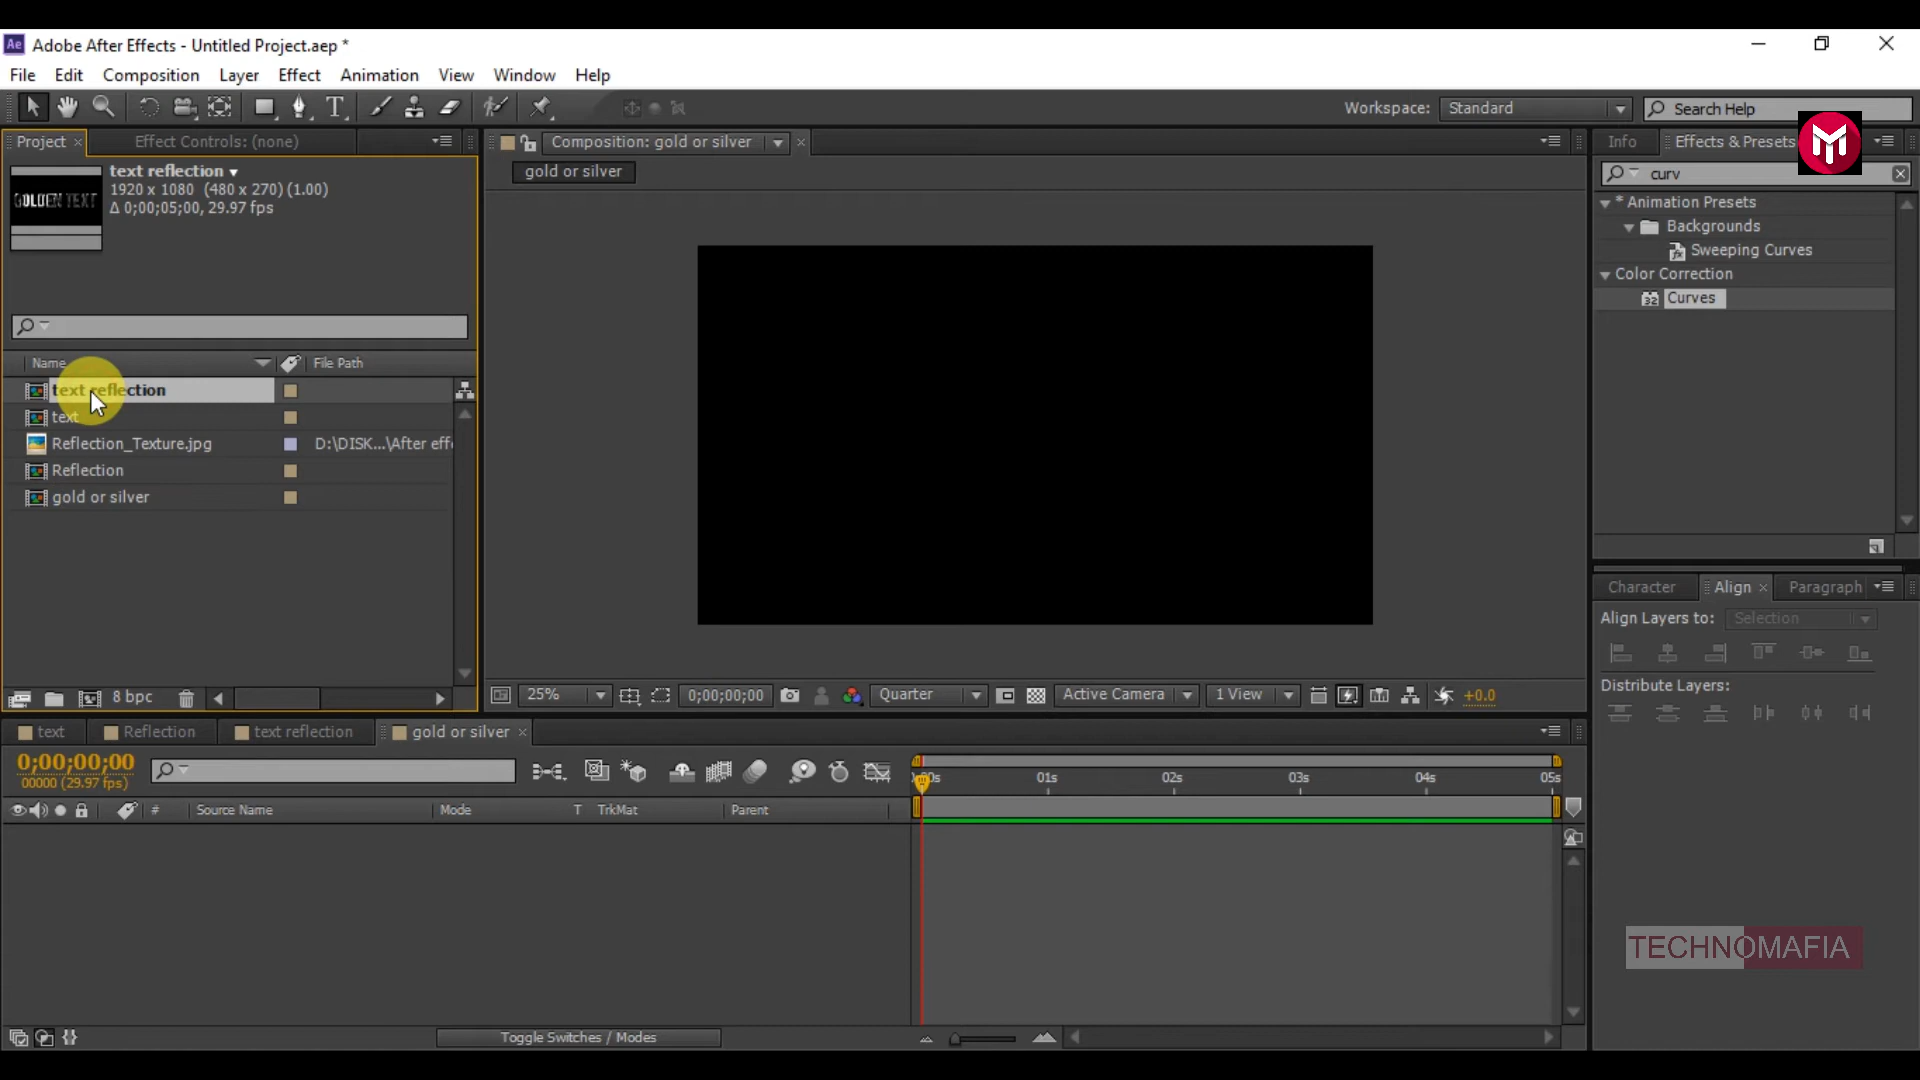 Ae Adobe After Effects - Untitled Project.aep *
File Edit Composition Layer Effect Animation View Window Help
T Workspace: Standard Search Help
Project × Effect Controls: (none) Composition: gold or silver × Info Effects & Presets
text reflection
1920 x 1080 (480 x 270) (1.00)
Δ 0;00;05;00, 29.97 fps
GOLDEN TEXT
gold or silver
curv
* Animation Presets
Backgrounds
Sweeping Curves
Color Correction
32 Curves
Name File Path
text reflection
text
Reflection_Texture.jpg D:\DISK...\After eff
Reflection
gold or silver
Character Align × Paragraph
Align Layers to: Selection
Distribute Layers:
8 bpc
25% 0;00;00;00 Quarter Active Camera 1 View +0.0
text Reflection text reflection gold or silver ×
0;00;00;00
00000 (29.97 fps)
00s 01s 02s 03s 04s 05s
# Source Name Mode T TrkMat Parent
TECHNOMAFIA
Toggle Switches / Modes